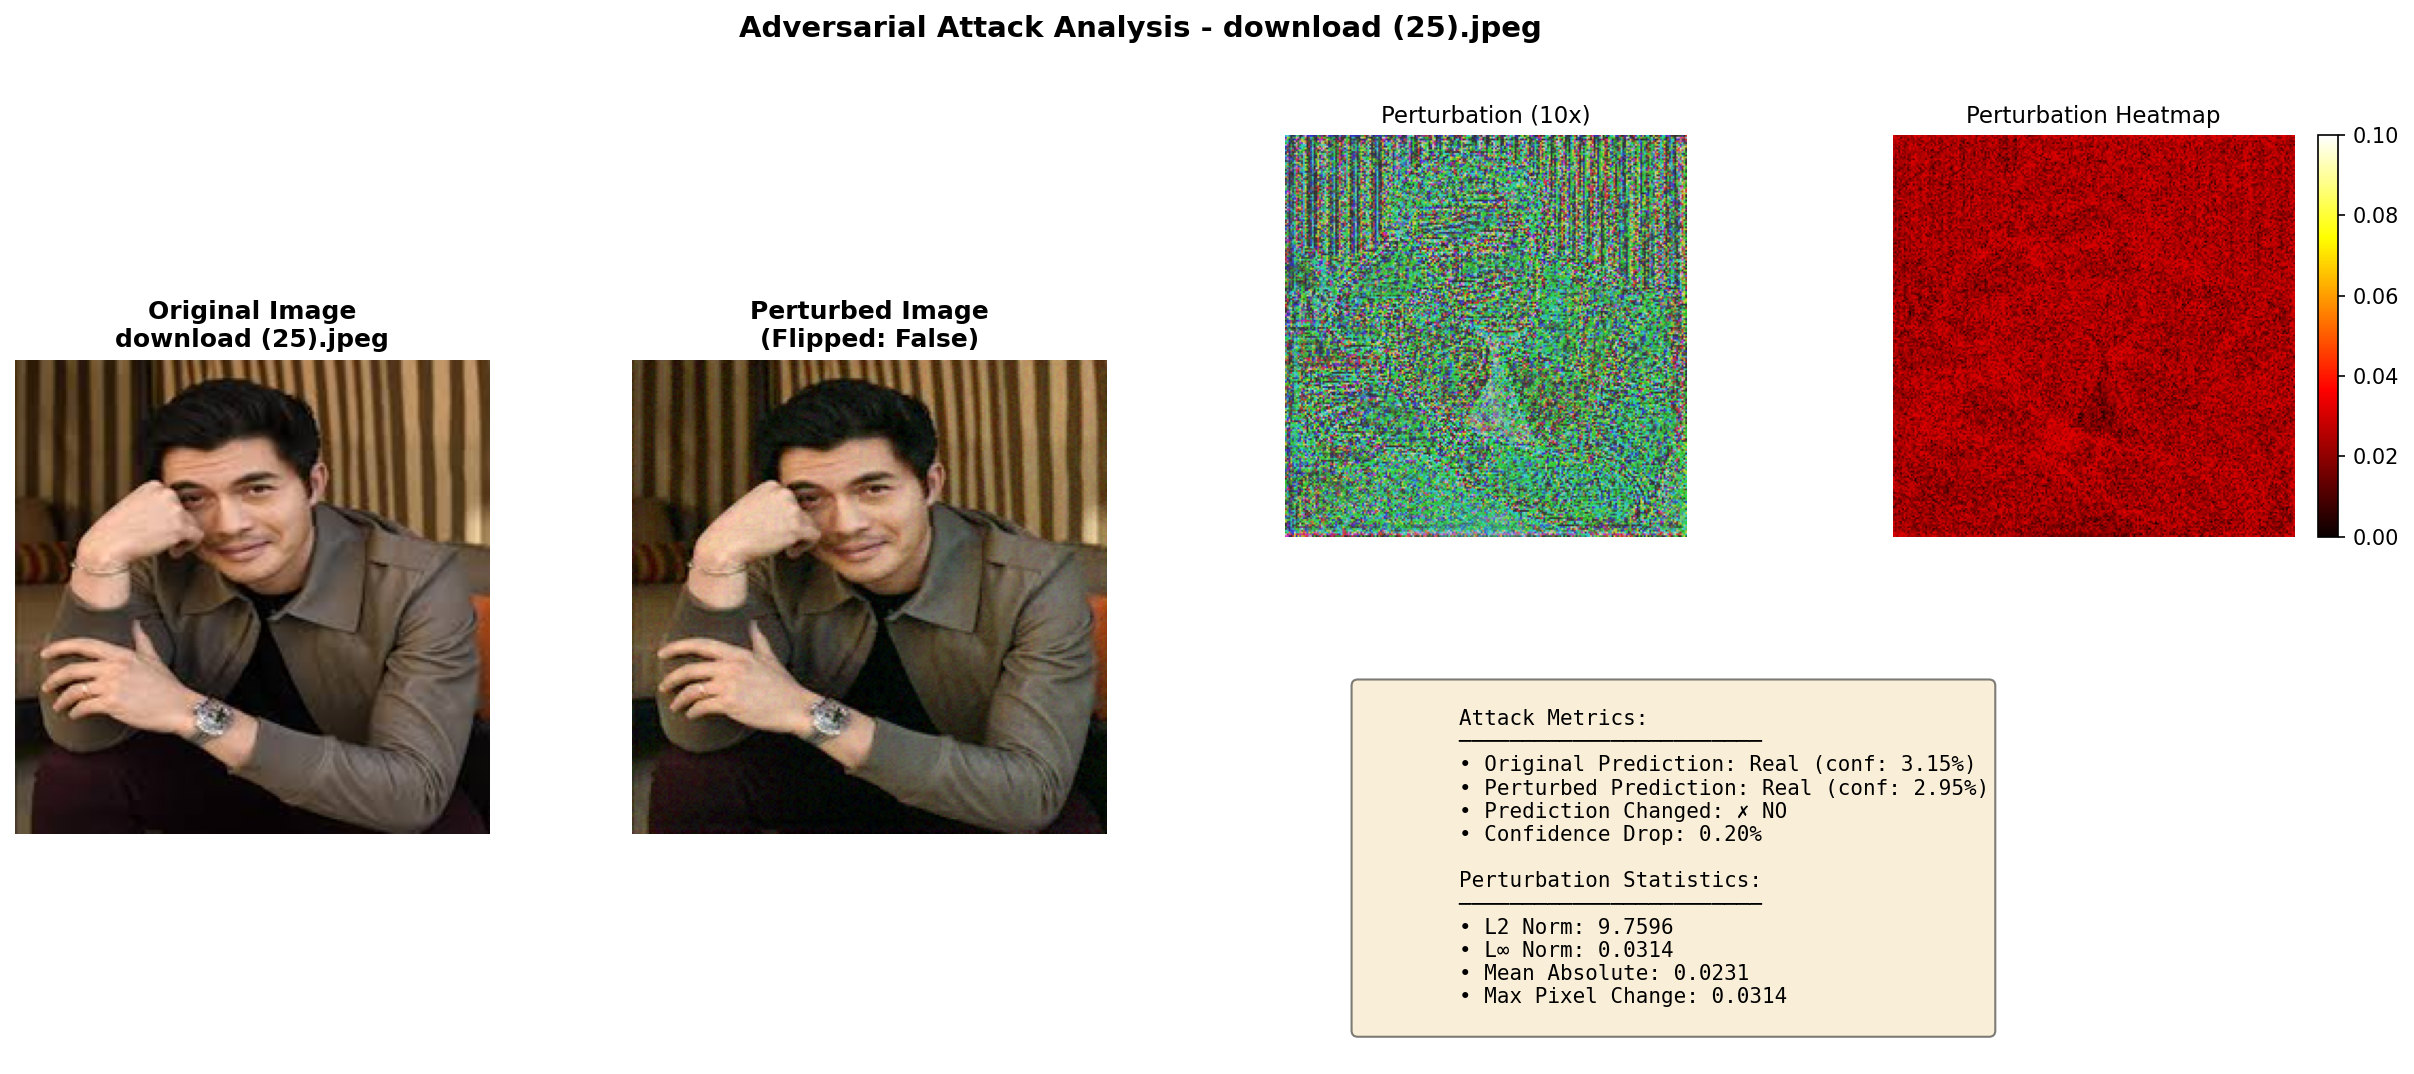 Adversarial Attack Analysis - download (25).jpeg
Original Image
download (25).jpeg
Perturbed Image
(Flipped: False)
Perturbation (10x)
Perturbation Heatmap
0.10
0.08
0.06
0.04
0.02
0.00
Attack Metrics:
• Original Prediction: Real (conf: 3.15%)
• Perturbed Prediction: Real (conf: 2.95%)
• Prediction Changed: ✗ NO
• Confidence Drop: 0.20%
Perturbation Statistics:
• L2 Norm: 9.7596
• L∞ Norm: 0.0314
• Mean Absolute: 0.0231
• Max Pixel Change: 0.0314